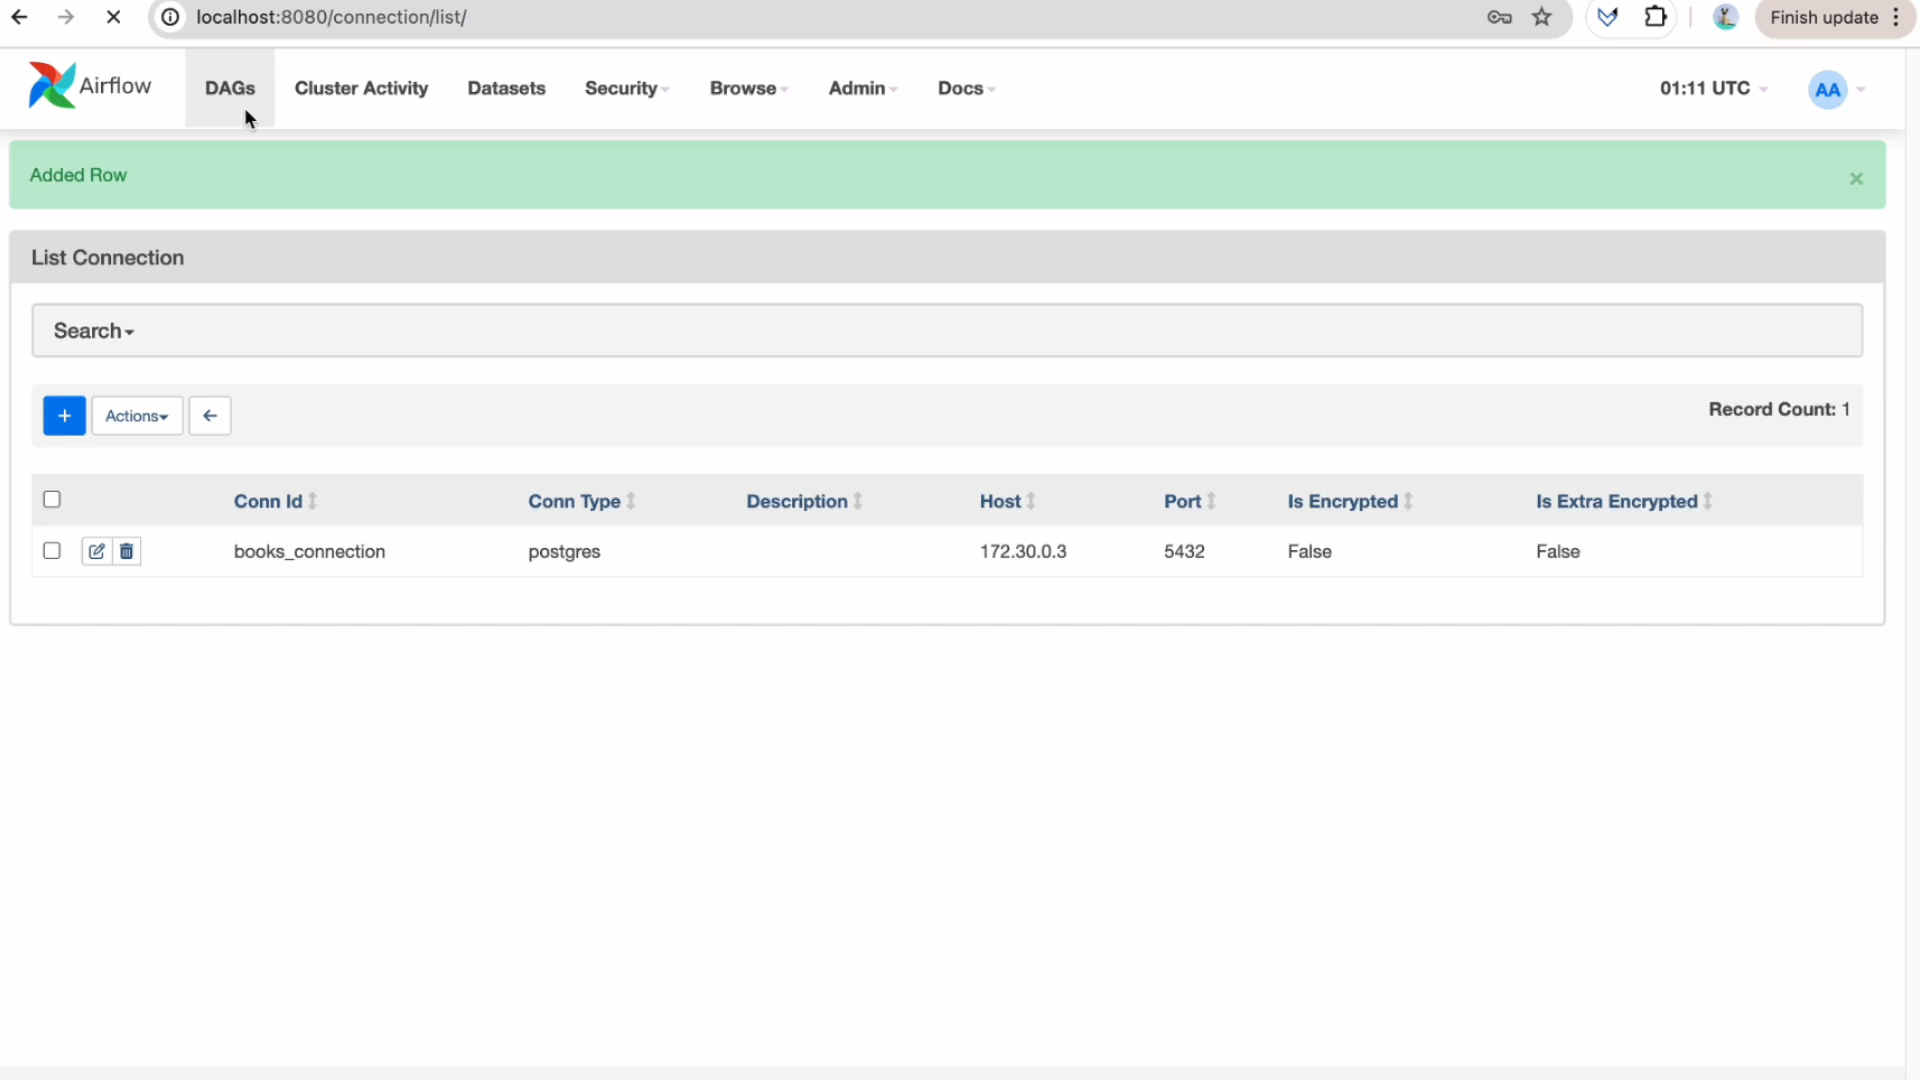 localhost:8080/connection/list/ Finish update
Airflow DAGs Cluster Activity Datasets Security Browse Admin Docs 01:11 UTC AA
Added Row ×
List Connection
Search
+ Actions Record Count: 1
Conn Id Conn Type Description Host Port Is Encrypted Is Extra Encrypted
books_connection postgres 172.30.0.3 5432 False False